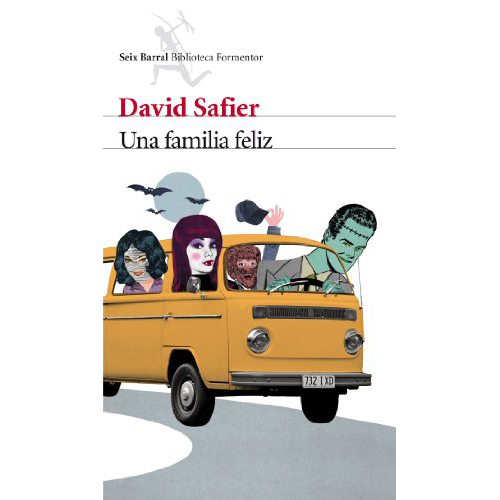 Seix Barral Biblioteca Formentor
David Safier
Una familia feliz
732 I XD